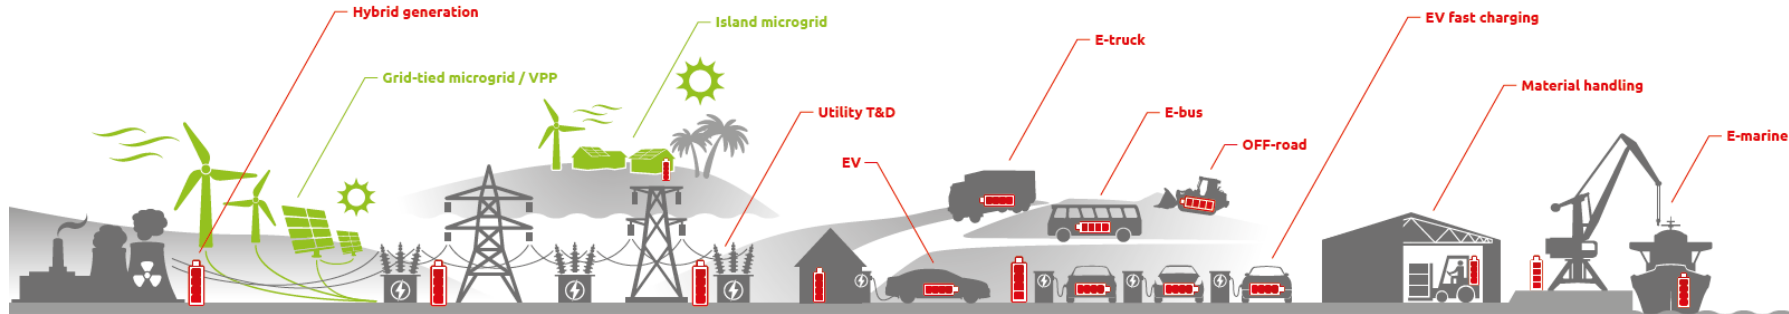 Hybrid generation
Grid-tied microgrid / VPP
Island microgrid
Utility T&D
EV
E-truck
E-bus
OFF-road
EV fast charging
Material handling
E-marine